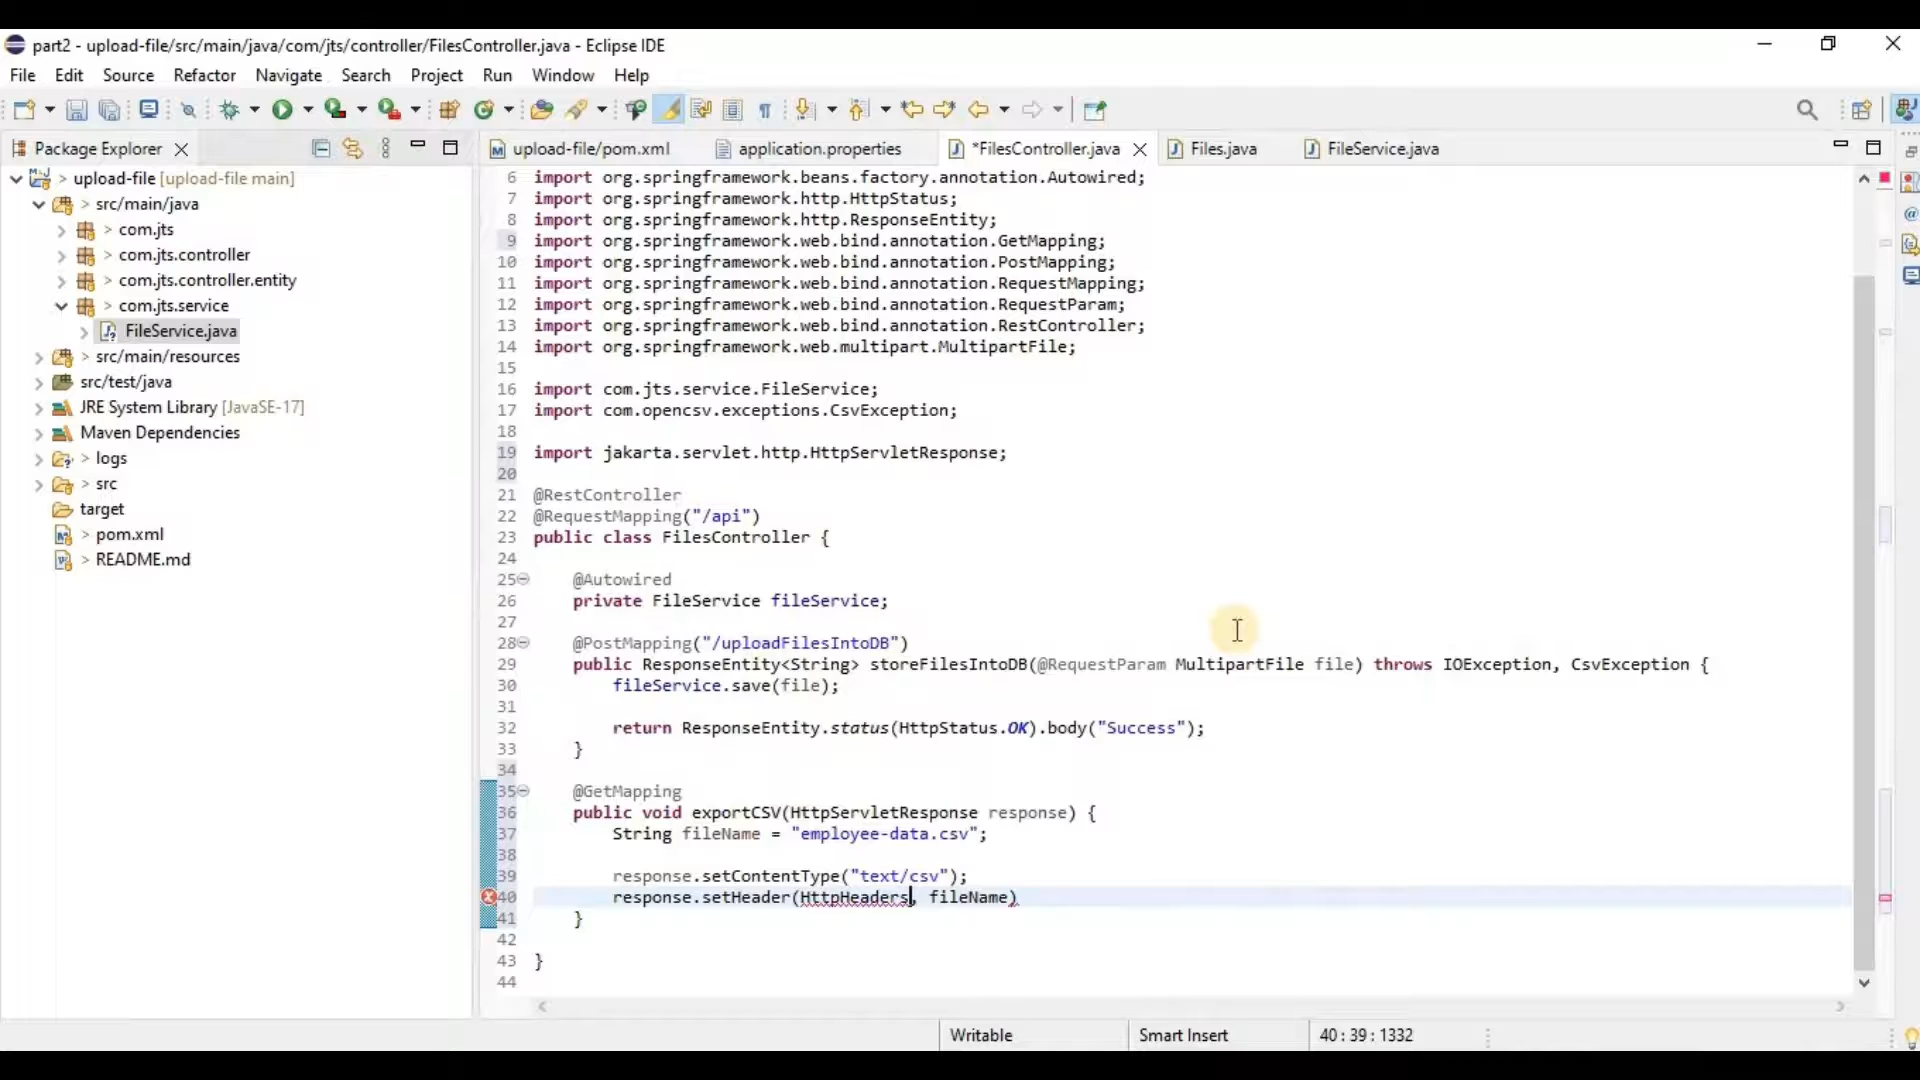 part2 - upload-file/src/main/java/com/jts/controller/FilesController.java - Eclipse IDE
File Edit Source Refactor Navigate Search Project Run Window Help
Package Explorer
upload-file/pom.xml application.properties *FilesController.java Files.java FileService.java
> upload-file [upload-file main]
> src/main/java
> com.jts
> com.jts.controller
> com.jts.controller.entity
> com.jts.service
FileService.java
> src/main/resources
src/test/java
JRE System Library [JavaSE-17]
Maven Dependencies
> logs
> src
target
> pom.xml
> README.md
6 import org.springframework.beans.factory.annotation.Autowired;
7 import org.springframework.http.HttpStatus;
8 import org.springframework.http.ResponseEntity;
9 import org.springframework.web.bind.annotation.GetMapping;
10 import org.springframework.web.bind.annotation.PostMapping;
11 import org.springframework.web.bind.annotation.RequestMapping;
12 import org.springframework.web.bind.annotation.RequestParam;
13 import org.springframework.web.bind.annotation.RestController;
14 import org.springframework.web.multipart.MultipartFile;
15
16 import com.jts.service.FileService;
17 import com.opencsv.exceptions.CsvException;
18
19 import jakarta.servlet.http.HttpServletResponse;
20
21 @RestController
22 @RequestMapping("/api")
23 public class FilesController {
24
25 @Autowired
26 private FileService fileService;
27
28 @PostMapping("/uploadFilesIntoDB")
29 public ResponseEntity<String> storeFilesIntoDB(@RequestParam MultipartFile file) throws IOException, CsvException {
30 fileService.save(file);
31
32 return ResponseEntity.status(HttpStatus.OK).body("Success");
33 }
34
35 @GetMapping
36 public void exportCSV(HttpServletResponse response) {
37 String fileName = "employee-data.csv";
38
39 response.setContentType("text/csv");
40 response.setHeader(HttpHeaders, fileName)
41 }
42
43 }
44
Writable Smart Insert 40 : 39 : 1332